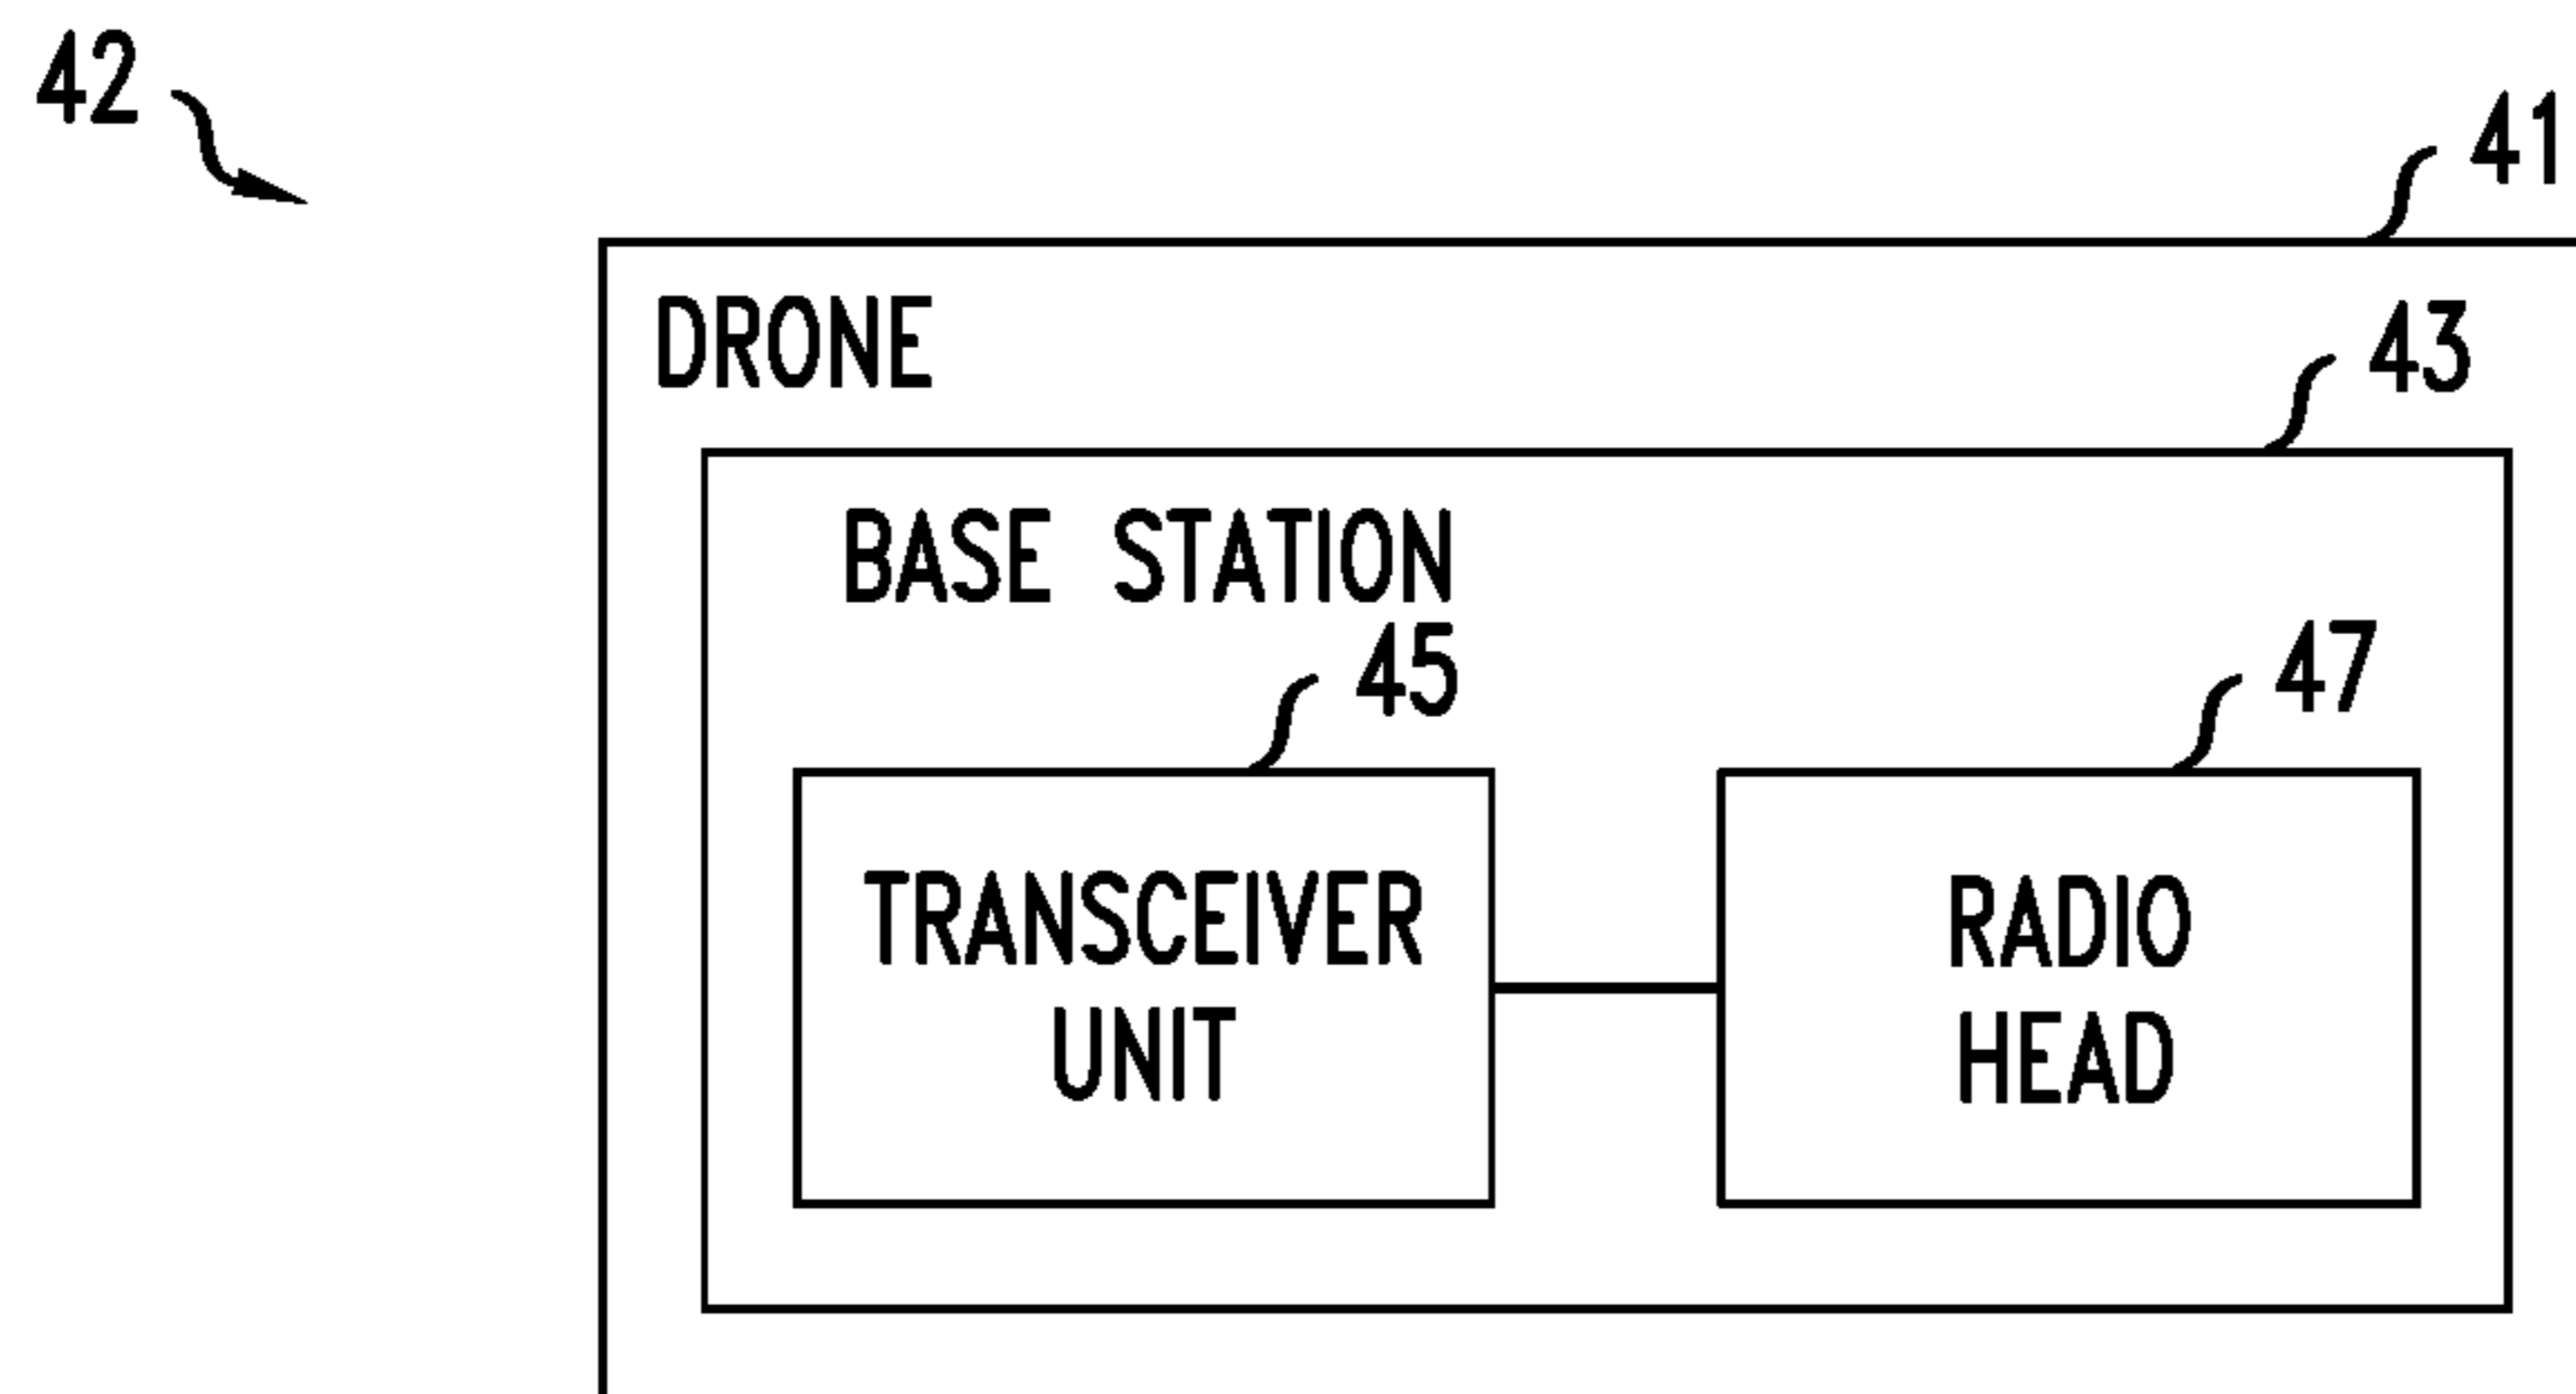 42
41
DRONE
43
BASE STATION
45
47
TRANSCEIVER
UNIT
RADIO
HEAD